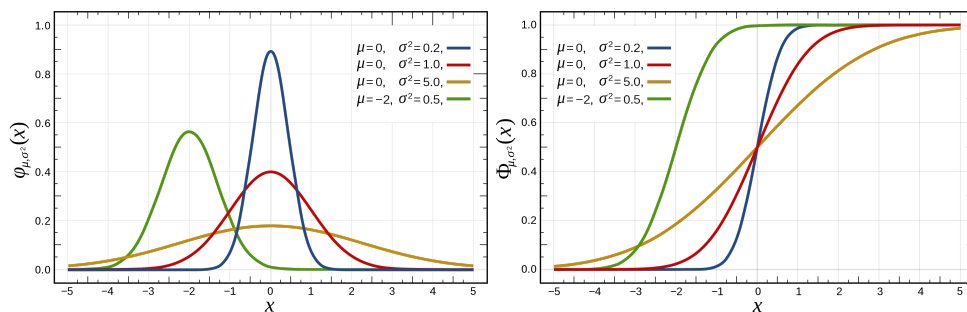 φμ,σ²(x)
1.0
0.8
0.6
0.4
0.2
0.0
μ=0, σ²=0.2,
μ=0, σ²=1.0,
μ=0, σ²=5.0,
μ=−2, σ²=0.5,
−5 −4 −3 −2 −1 0 1 2 3 4 5
x
Φμ,σ²(x)
1.0
0.8
0.6
0.4
0.2
0.0
μ=0, σ²=0.2,
μ=0, σ²=1.0,
μ=0, σ²=5.0,
μ=−2, σ²=0.5,
−5 −4 −3 −2 −1 0 1 2 3 4 5
x